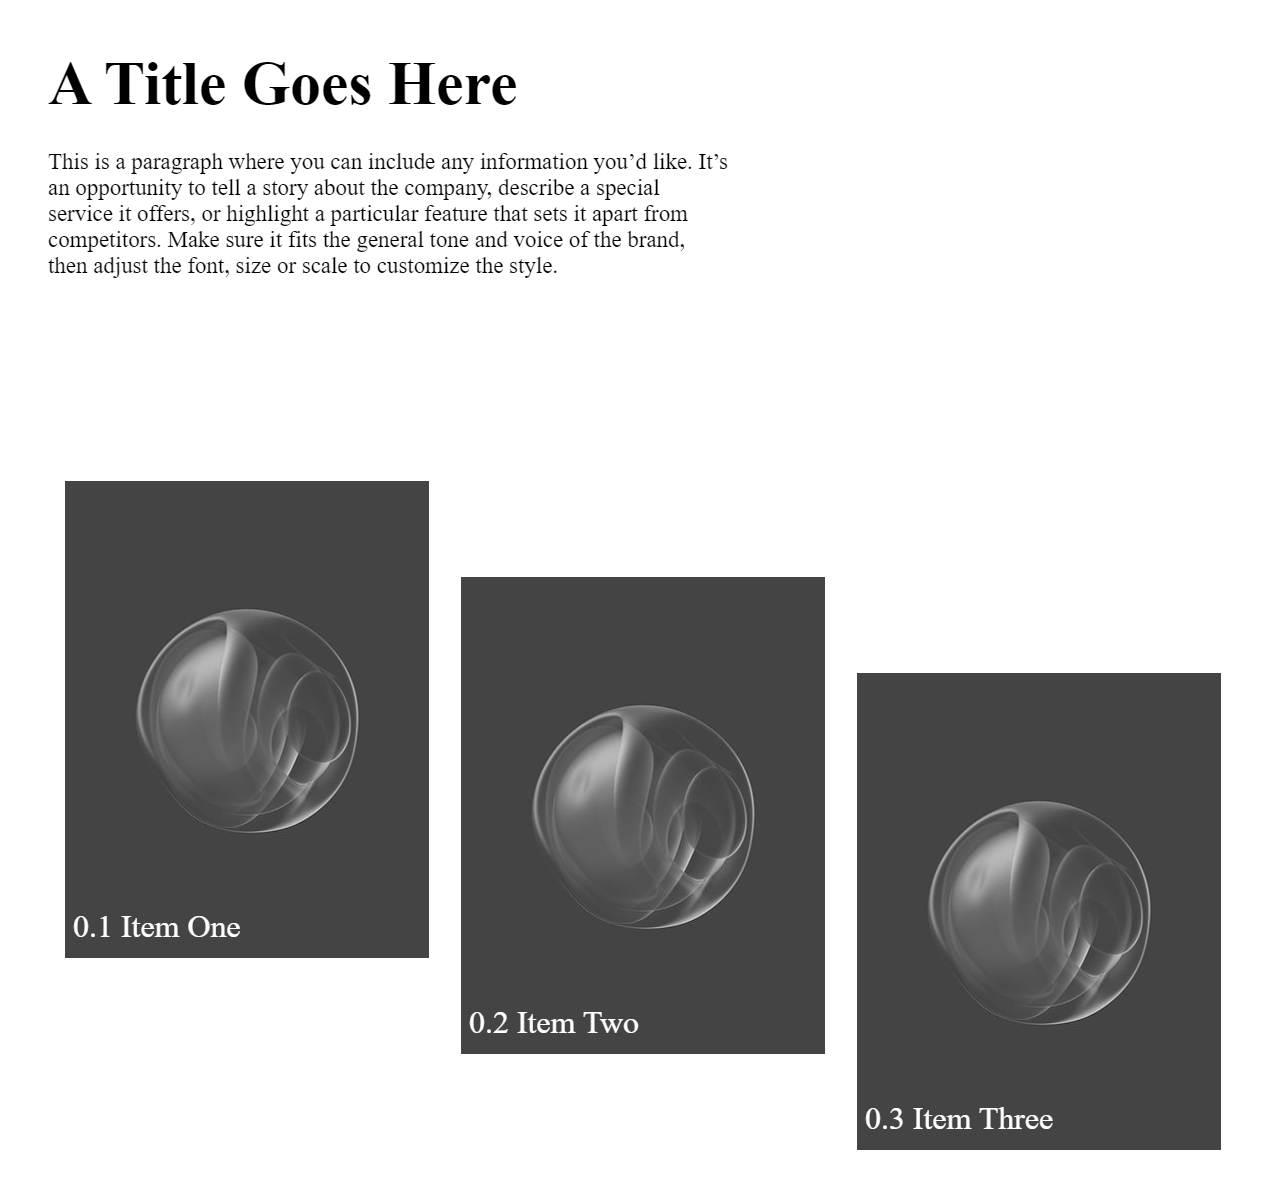 A Title Goes Here
This is a paragraph where you can include any information you’d like. It’s
an opportunity to tell a story about the company, describe a special
service it offers, or highlight a particular feature that sets it apart from
competitors. Make sure it fits the general tone and voice of the brand,
then adjust the font, size or scale to customize the style.
0.1 Item One
0.2 Item Two
0.3 Item Three